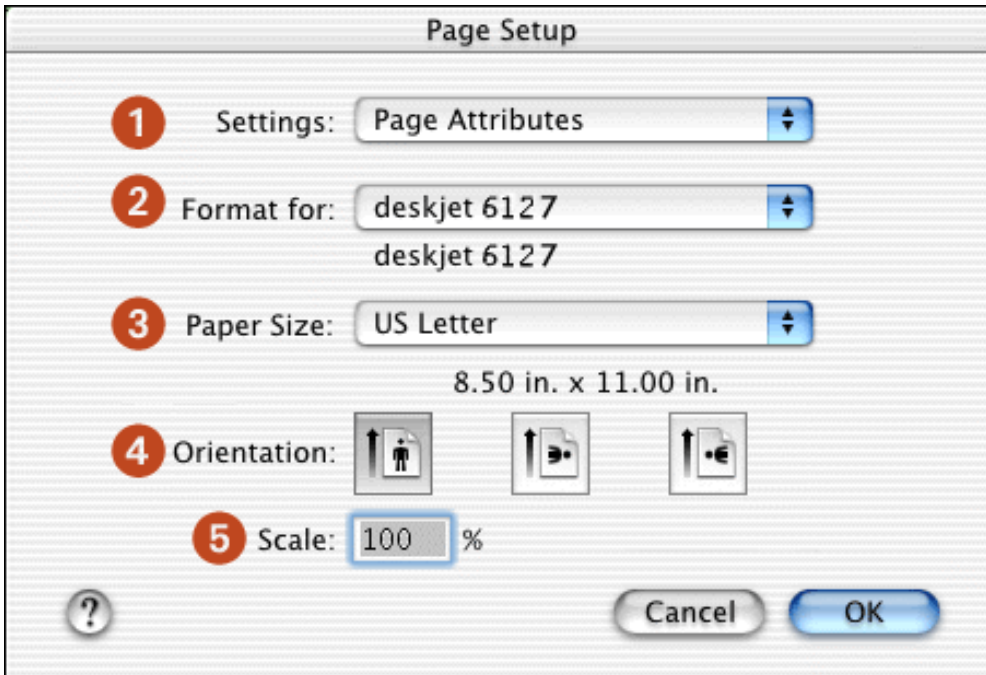 Page Setup
1 Settings: Page Attributes
2 Format for: deskjet 6127
deskjet 6127
3 Paper Size: US Letter
8.50 in. x 11.00 in.
4 Orientation:
5 Scale: 100 %
? Cancel OK